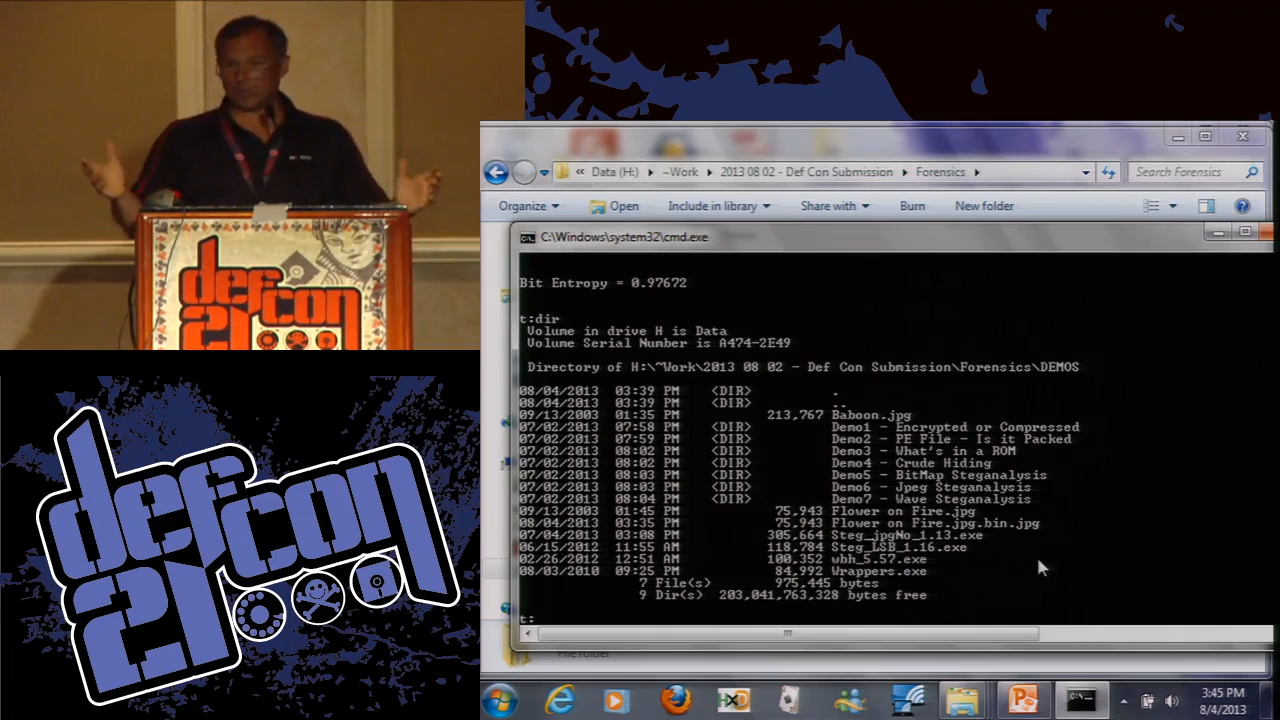 defcon
21
defcon
21
Data (H:) ~Work 2013 08 02 - Def Con Submission Forensics
Search Forensics
Organize Open Include in library Share with Burn New folder
C:\Windows\system32\cmd.exe
Bit Entropy = 0.97672
t:dir
Volume in drive H is Data
Volume Serial Number is A474-2E49
Directory of H:\~Work\2013 08 02 - Def Con Submission\Forensics\DEMOS
08/04/2013 03:39 PM <DIR> .
08/04/2013 03:39 PM <DIR> ..
09/13/2003 01:35 PM 213,767 Baboon.jpg
07/02/2013 07:58 PM <DIR> Demo1 - Encrypted or Compressed
07/02/2013 07:59 PM <DIR> Demo2 - PE File - Is it Packed
07/02/2013 08:02 PM <DIR> Demo3 - What's in a ROM
07/02/2013 08:02 PM <DIR> Demo4 - Crude Hiding
07/02/2013 08:03 PM <DIR> Demo5 - BitMap Steganalysis
07/02/2013 08:03 PM <DIR> Demo6 - Jpeg Steganalysis
07/02/2013 08:04 PM <DIR> Demo7 - Wave Steganalysis
09/13/2003 01:45 PM 75,943 Flower on Fire.jpg
08/04/2013 03:35 PM 75,943 Flower on Fire.jpg.bin.jpg
07/04/2013 03:08 PM 305,664 Steg_jpgNo_1.13.exe
06/15/2012 11:55 AM 118,784 Steg_LSB_1.16.exe
02/26/2012 12:51 AM 100,352 wbh_5.57.exe
08/03/2010 09:25 PM 84,992 Wrappers.exe
7 File(s) 975,445 bytes
9 Dir(s) 203,041,763,328 bytes free
t:
File folder
3:45 PM
8/4/2013